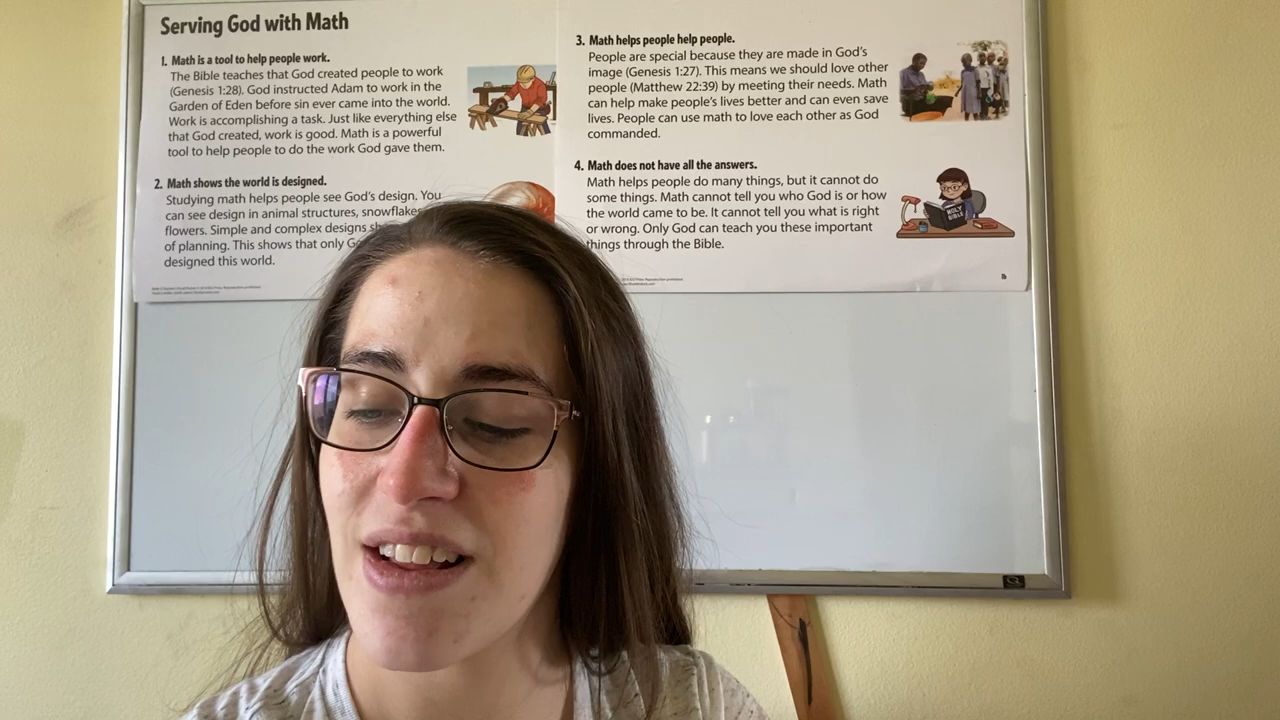 Serving God with Math
1. Math is a tool to help people work.
The Bible teaches that God created people to work
(Genesis 1:28). God instructed Adam to work in the
Garden of Eden before sin ever came into the world.
Work is accomplishing a task. Just like everything else
that God created, work is good. Math is a powerful
tool to help people to do the work God gave them.
2. Math shows the world is designed.
Studying math helps people see God's design. You
can see design in animal structures, snowflakes
flowers. Simple and complex designs
of planning. This shows that only
designed this world.
3. Math helps people help people.
People are special because they are made in God's
image (Genesis 1:27). This means we should love other
people (Matthew 22:39) by meeting their needs. Math
can help make people's lives better and can even save
lives. People can use math to love each other as God
commanded.
4. Math does not have all the answers.
Math helps people do many things, but it cannot do
some things. Math cannot tell you who God is or how
the world came to be. It cannot tell you what is right
or wrong. Only God can teach you these important
things through the Bible.
HOLY
BIBLE